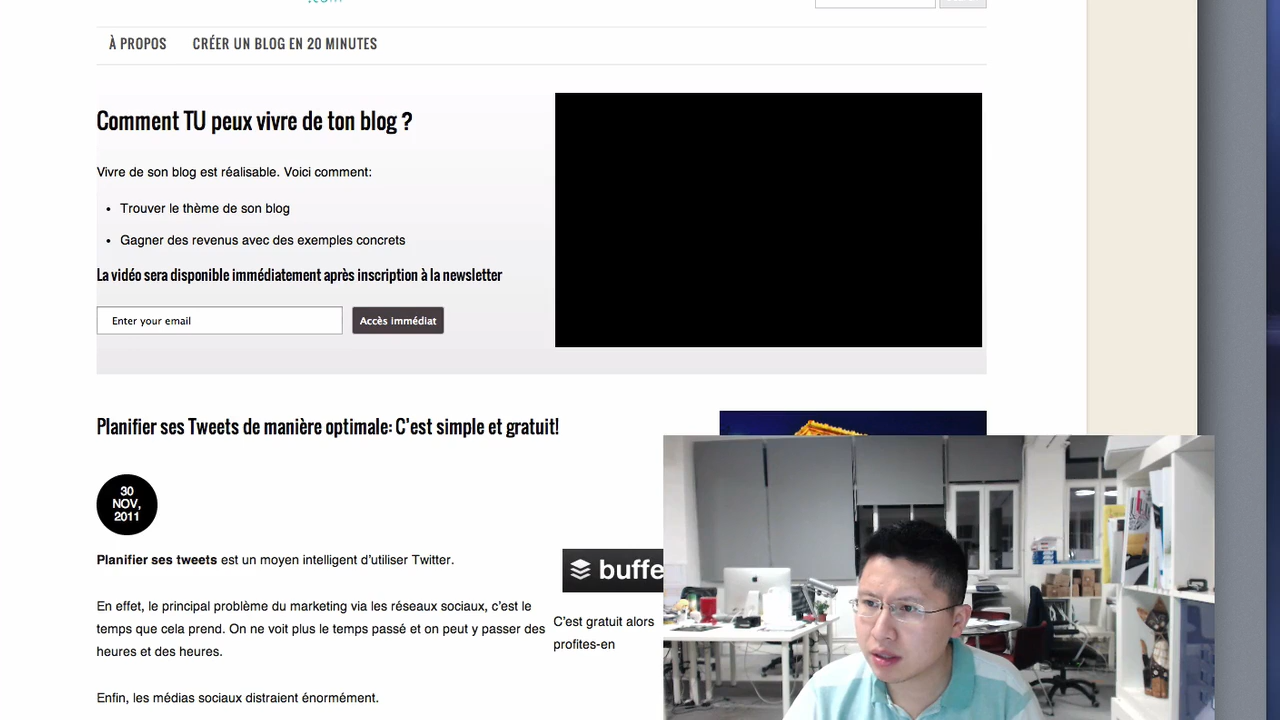 .com
À PROPOS CRÉER UN BLOG EN 20 MINUTES
Comment TU peux vivre de ton blog ?
Vivre de son blog est réalisable. Voici comment:
• Trouver le thème de son blog
• Gagner des revenus avec des exemples concrets
La vidéo sera disponible immédiatement après inscription à la newsletter
Enter your email Accès immédiat
Planifier ses Tweets de manière optimale: C'est simple et gratuit!
30
NOV,
2011
Planifier ses tweets est un moyen intelligent d'utiliser Twitter.
En effet, le principal problème du marketing via les réseaux sociaux, c'est le
temps que cela prend. On ne voit plus le temps passé et on peut y passer des
heures et des heures.
Enfin, les médias sociaux distraient énormément.
buffe
C'est gratuit alors
profites-en